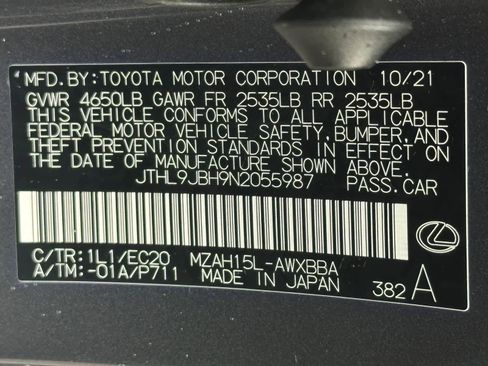 MFD.BY:TOYOTA MOTOR CORPORATION 10/21
GVWR 4650LB GAWR FR 2535LB RR 2535LB
THIS VEHICLE CONFORMS TO ALL APPLICABLE
FEDERAL MOTOR VEHICLE SAFETY,BUMPER,AND
THEFT PREVENTION STANDARDS IN EFFECT ON
THE DATE OF MANUFACTURE SHOWN ABOVE.
JTHL9JBH9N2055987 PASS.CAR
C/TR:1L1/EC20 MZAH15L-AWXBBA
A/TM:-01A/P711 MADE IN JAPAN
382 A